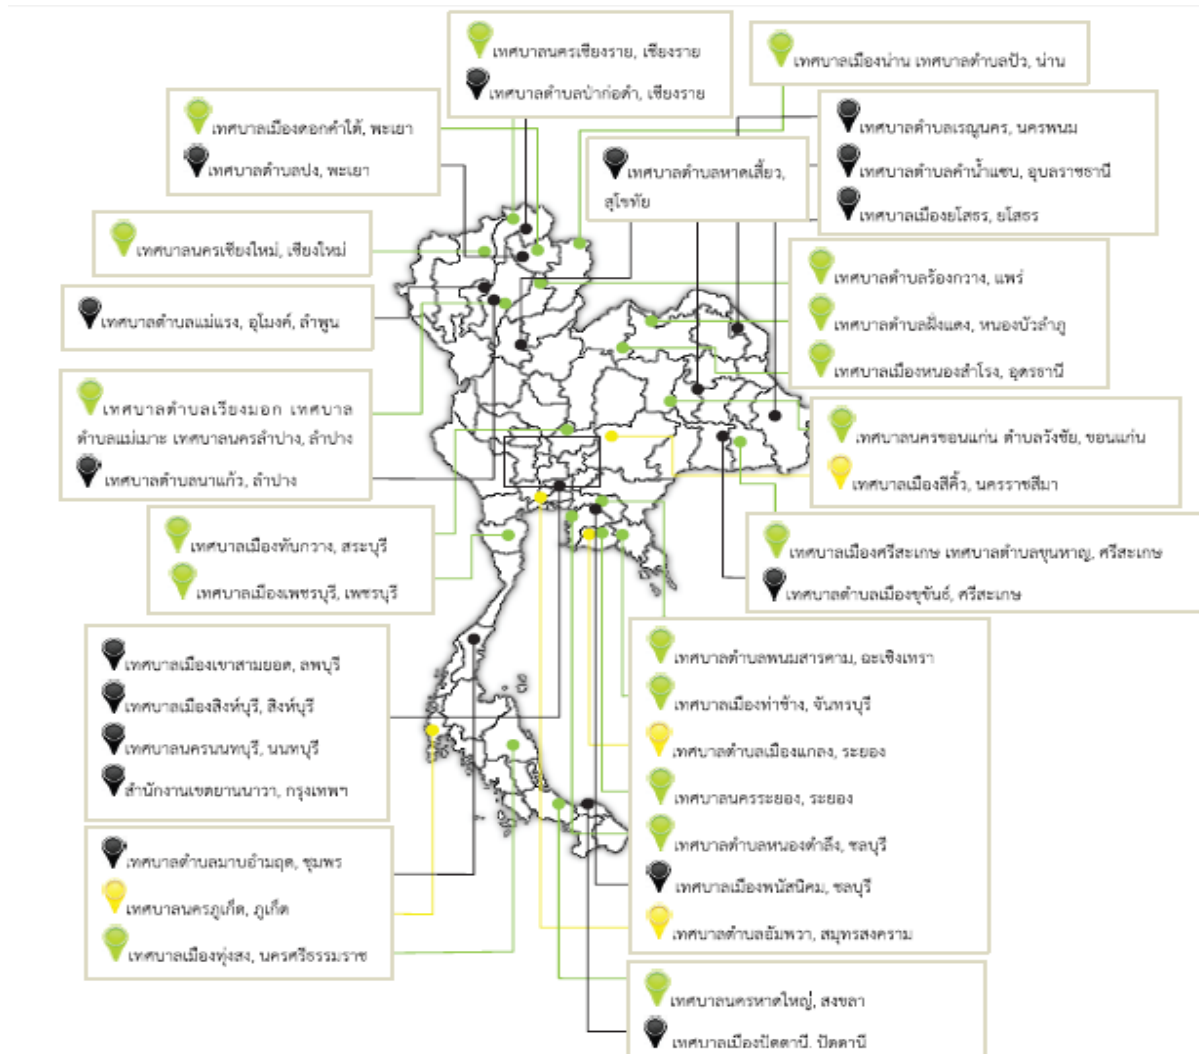 เทศบาลนครเชียงราย, เชียงราย
เทศบาลตำบลป่าก่อดำ, เชียงราย
เทศบาลเมืองน่าน เทศบาลตำบลปัว, น่าน
เทศบาลเมืองดอกคำใต้, พะเยา
เทศบาลตำบลปง, พะเยา
เทศบาลตำบลหาดเสี้ยว,
สุโขทัย
เทศบาลตำบลเรณูนคร, นครพนม
เทศบาลตำบลคำน้ำแซบ, อุบลราชธานี
เทศบาลเมืองยโสธร, ยโสธร
เทศบาลนครเชียงใหม่, เชียงใหม่
เทศบาลตำบลร้องกวาง, แพร่
เทศบาลตำบลฝั่งแดง, หนองบัวลำภู
เทศบาลเมืองหนองสำโรง, อุดรธานี
เทศบาลตำบลแม่แรง, อุโมงค์, ลำพูน
เทศบาลตำบลเวียงมอก เทศบาล
ตำบลแม่เมาะ เทศบาลนครลำปาง, ลำปาง
เทศบาลตำบลนาแก้ว, ลำปาง
เทศบาลนครขอนแก่น ตำบลวังชัย, ขอนแก่น
เทศบาลเมืองสีคิ้ว, นครราชสีมา
เทศบาลเมืองทับกวาง, สระบุรี
เทศบาลเมืองเพชรบุรี, เพชรบุรี
เทศบาลเมืองศรีสะเกษ เทศบาลตำบลขุนหาญ, ศรีสะเกษ
เทศบาลตำบลเมืองขุขันธ์, ศรีสะเกษ
เทศบาลเมืองเขาสามยอด, ลพบุรี
เทศบาลเมืองสิงห์บุรี, สิงห์บุรี
เทศบาลนครนนทบุรี, นนทบุรี
สำนักงานเขตยานนาวา, กรุงเทพฯ
เทศบาลตำบลพนมสารคาม, ฉะเชิงเทรา
เทศบาลเมืองท่าช้าง, จันทรบุรี
เทศบาลตำบลเมืองแกลง, ระยอง
เทศบาลนครระยอง, ระยอง
เทศบาลตำบลหนองตำลึง, ชลบุรี
เทศบาลเมืองพนัสนิคม, ชลบุรี
เทศบาลตำบลอัมพวา, สมุทรสงคราม
เทศบาลตำบลมาบอำมฤต, ชุมพร
เทศบาลนครภูเก็ต, ภูเก็ต
เทศบาลเมืองทุ่งสง, นครศรีธรรมราช
เทศบาลนครหาดใหญ่, สงขลา
เทศบาลเมืองปัตตานี, ปัตตานี